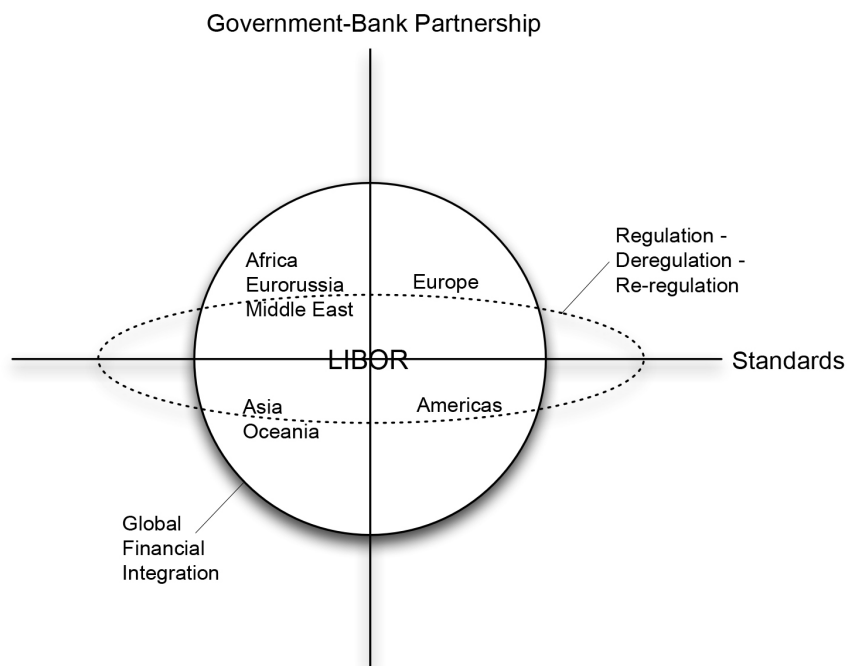 Government-Bank Partnership
Regulation -
Deregulation -
Re-regulation
Africa
Eurorussia
Middle East
Europe
LIBOR
Standards
Asia
Oceania
Americas
Global
Financial
Integration